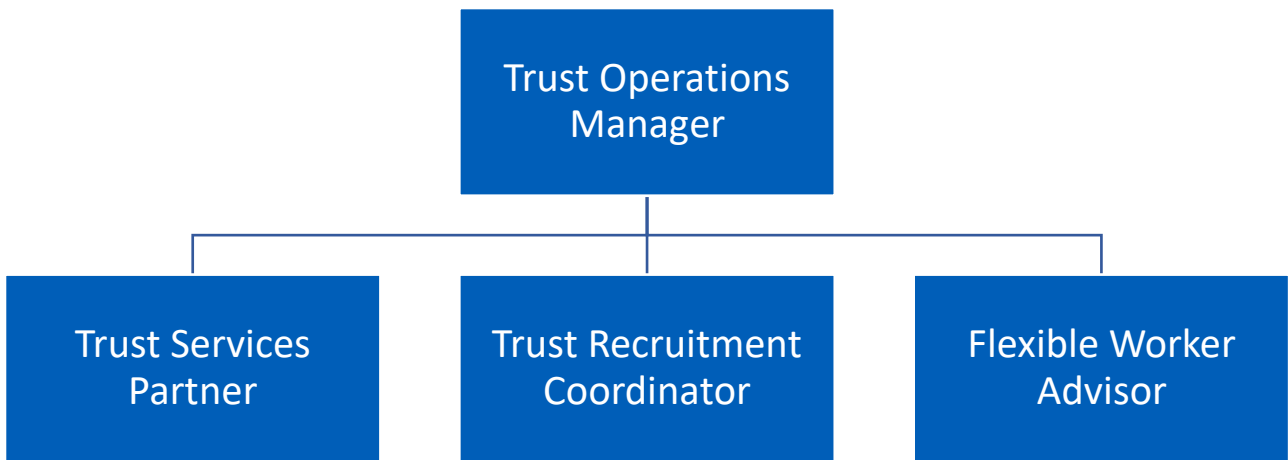 Trust Operations
Manager
Trust Services
Partner
Trust Recruitment
Coordinator
Flexible Worker
Advisor